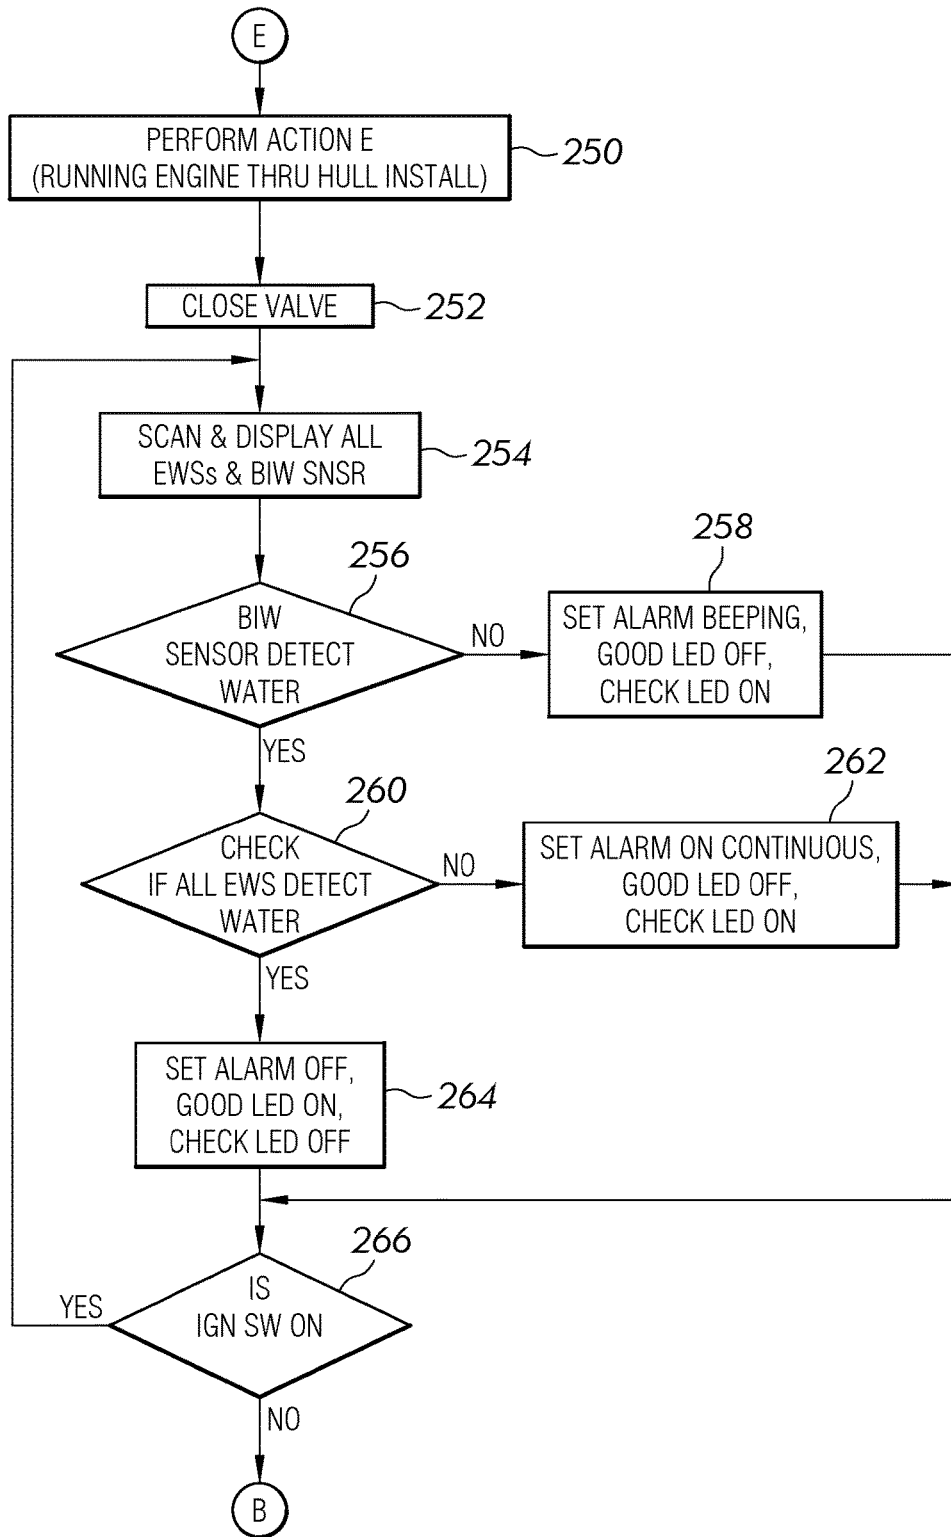 E
PERFORM ACTION E
(RUNNING ENGINE THRU HULL INSTALL)
250
CLOSE VALVE
252
SCAN & DISPLAY ALL
EWSs & BIW SNSR
254
256
BIW
SENSOR DETECT
WATER
NO
258
SET ALARM BEEPING,
GOOD LED OFF,
CHECK LED ON
YES
260
CHECK
IF ALL EWS DETECT
WATER
NO
262
SET ALARM ON CONTINUOUS,
GOOD LED OFF,
CHECK LED ON
YES
SET ALARM OFF,
GOOD LED ON,
CHECK LED OFF
264
266
IS
IGN SW ON
YES
NO
B